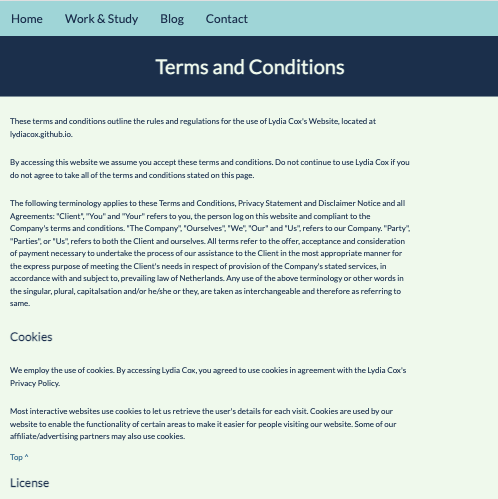 Home Work & Study Blog Contact
Terms and Conditions
These terms and conditions outline the rules and regulations for the use of Lydia Cox's Website, located at
lydiacox.github.io.
By accessing this website we assume you accept these terms and conditions. Do not continue to use Lydia Cox if you
do not agree to take all of the terms and conditions stated on this page.
The following terminology applies to these Terms and Conditions, Privacy Statement and Disclaimer Notice and all
Agreements: "Client", "You" and "Your" refers to you, the person log on this website and compliant to the
Company's terms and conditions. "The Company", "Ourselves", "We", "Our" and "Us", refers to our Company. "Party",
"Parties", or "Us", refers to both the Client and ourselves. All terms refer to the offer, acceptance and consideration
of payment necessary to undertake the process of our assistance to the Client in the most appropriate manner for
the express purpose of meeting the Client's needs in respect of provision of the Company's stated services, in
accordance with and subject to, prevailing law of Netherlands. Any use of the above terminology or other words in
the singular, plural, capitalisation and/or he/she or they, are taken as interchangeable and therefore as referring to
same.
Cookies
We employ the use of cookies. By accessing Lydia Cox, you agreed to use cookies in agreement with the Lydia Cox's
Privacy Policy.
Most interactive websites use cookies to let us retrieve the user's details for each visit. Cookies are used by our
website to enable the functionality of certain areas to make it easier for people visiting our website. Some of our
affiliate/advertising partners may also use cookies.
Top ^
License